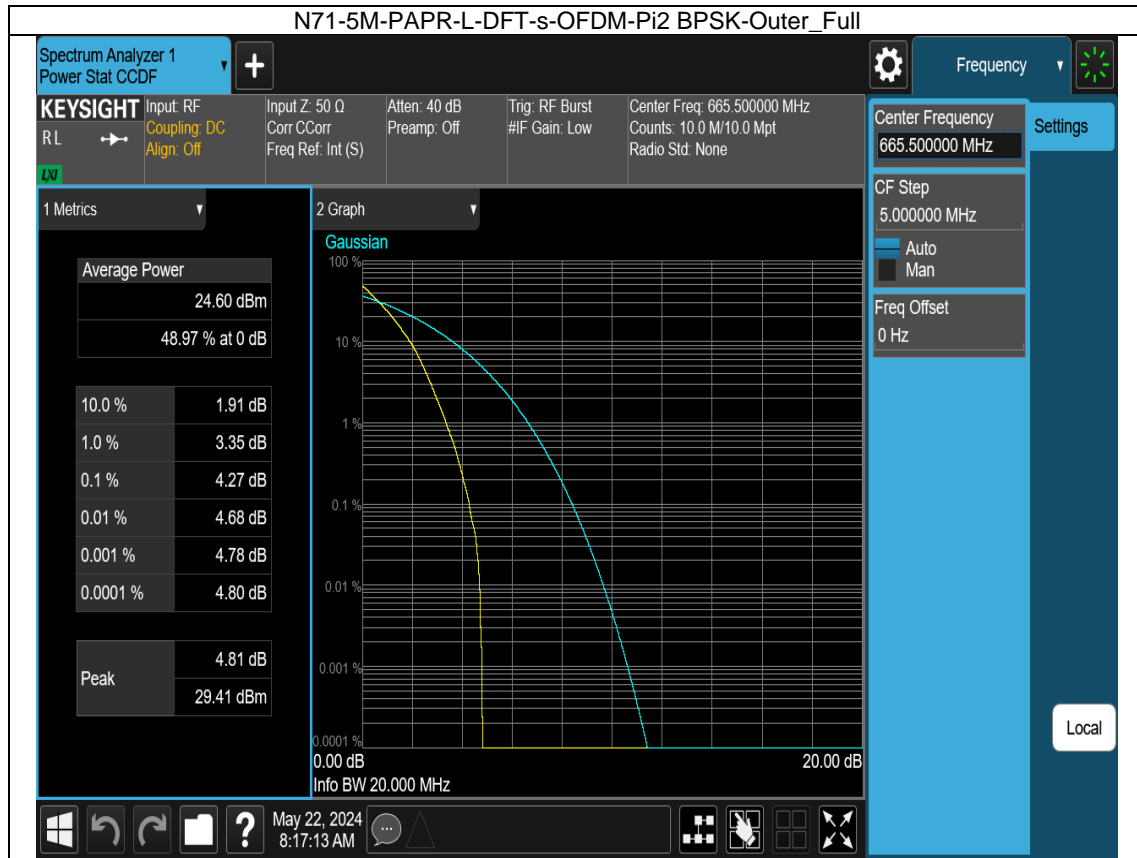 N71-5M-PAPR-L-DFT-s-OFDM-Pi2 BPSK-Outer_Full
Spectrum Analyzer 1
Power Stat CCDF
+
Frequency
KEYSIGHT
RL
LXI
Input: RF
Coupling: DC
Align: Off
Input Z: 50 Ω
Corr CCorr
Freq Ref: Int (S)
Atten: 40 dB
Preamp: Off
Trig: RF Burst
#IF Gain: Low
Center Freq: 665.500000 MHz
Counts: 10.0 M/10.0 Mpt
Radio Std: None
Center Frequency
665.500000 MHz
Settings
CF Step
5.000000 MHz
Auto
Man
Freq Offset
0 Hz
Local
1 Metrics
Average Power
24.60 dBm
48.97 % at 0 dB
10.0 % 1.91 dB
1.0 % 3.35 dB
0.1 % 4.27 dB
0.01 % 4.68 dB
0.001 % 4.78 dB
0.0001 % 4.80 dB
Peak
4.81 dB
29.41 dBm
2 Graph
Gaussian
100 %
10 %
1 %
0.1 %
0.01 %
0.001 %
0.0001 %
0.00 dB 20.00 dB
Info BW 20.000 MHz
?
May 22, 2024
8:17:13 AM